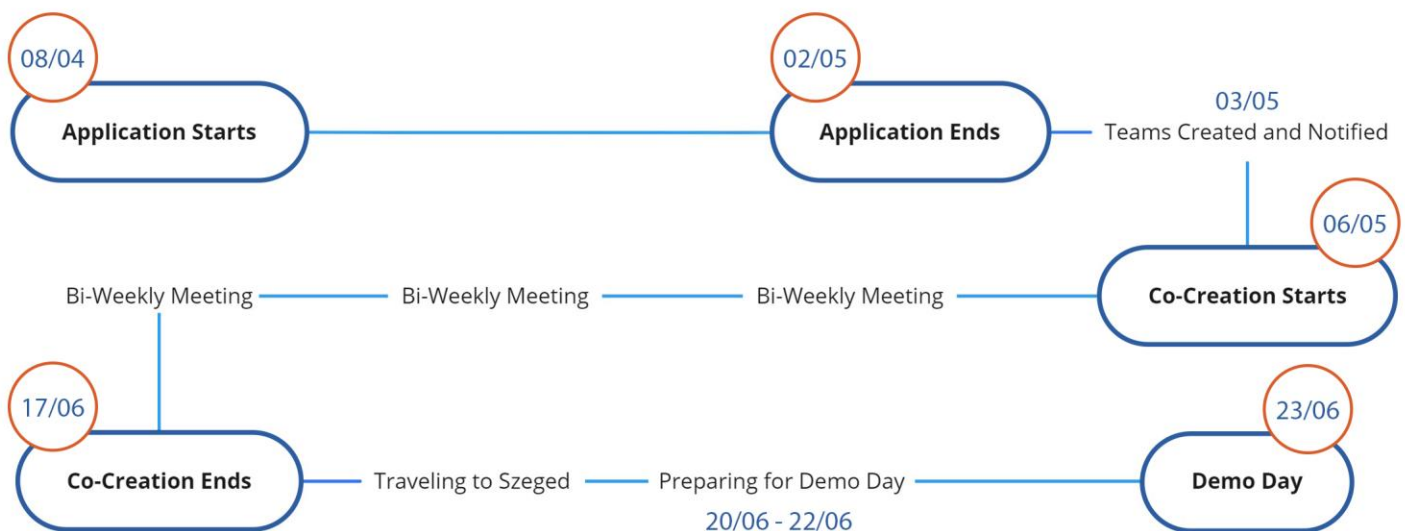 08/04
Application Starts
02/05
Application Ends
03/05
Teams Created and Notified
06/05
Co-Creation Starts
Bi-Weekly Meeting
Bi-Weekly Meeting
Bi-Weekly Meeting
17/06
Co-Creation Ends
Traveling to Szeged
Preparing for Demo Day
20/06 - 22/06
23/06
Demo Day